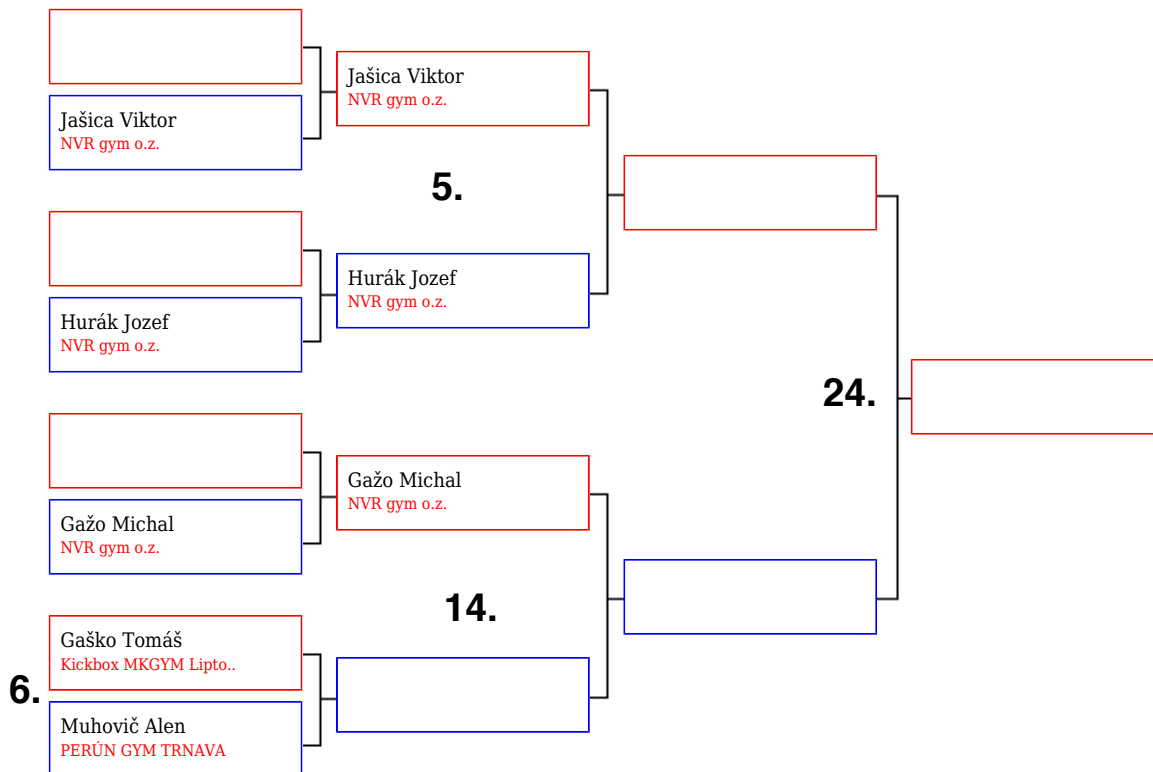 Jašica Viktor
NVR gym o.z.
Jašica Viktor
NVR gym o.z.
5.
Hurák Jozef
NVR gym o.z.
Hurák Jozef
NVR gym o.z.
24.
Gažo Michal
NVR gym o.z.
Gažo Michal
NVR gym o.z.
14.
Gaško Tomáš
Kickbox MKGYM Lipto..
6.
Muhovič Alen
PERÚN GYM TRNAVA